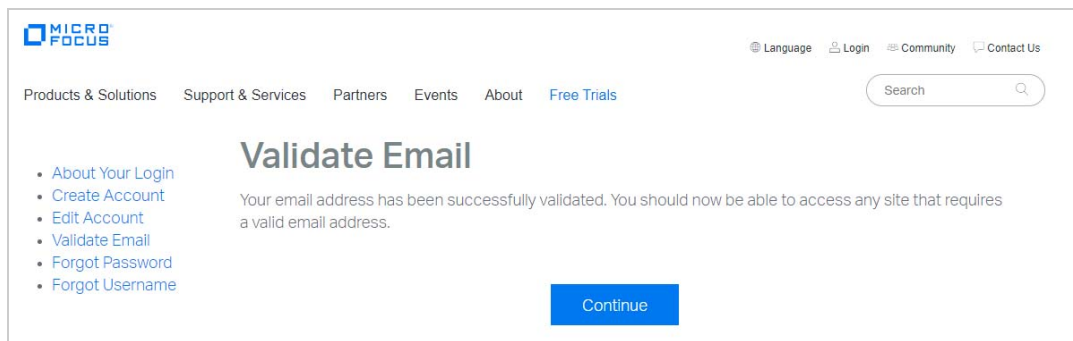 MICRO
FOCUS
Language Login Community Contact Us
Products & Solutions Support & Services Partners Events About Free Trials Search
Validate Email
About Your Login
Create Account
Edit Account
Validate Email
Forgot Password
Forgot Username
Your email address has been successfully validated. You should now be able to access any site that requires
a valid email address.
Continue